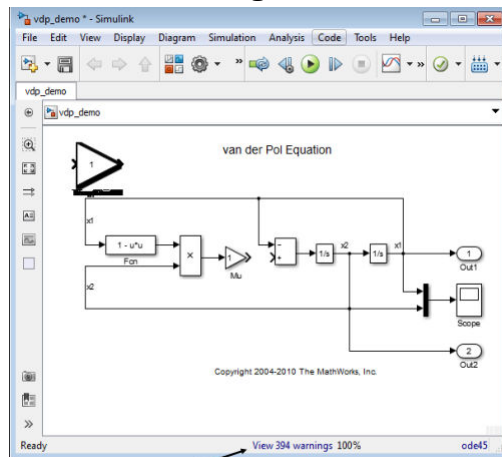 vdp_demo * - Simulink
File Edit View Display Diagram Simulation Analysis Code Tools Help
vdp_demo
vdp_demo
van der Pol Equation
1
x1
1 - u*u
Fcn
×
1
Mu
-
+
1/s
x2
1/s
x1
1
Out1
x2
Scope
2
Out2
Copyright 2004-2010 The MathWorks, Inc.
Ready View 394 warnings 100% ode45